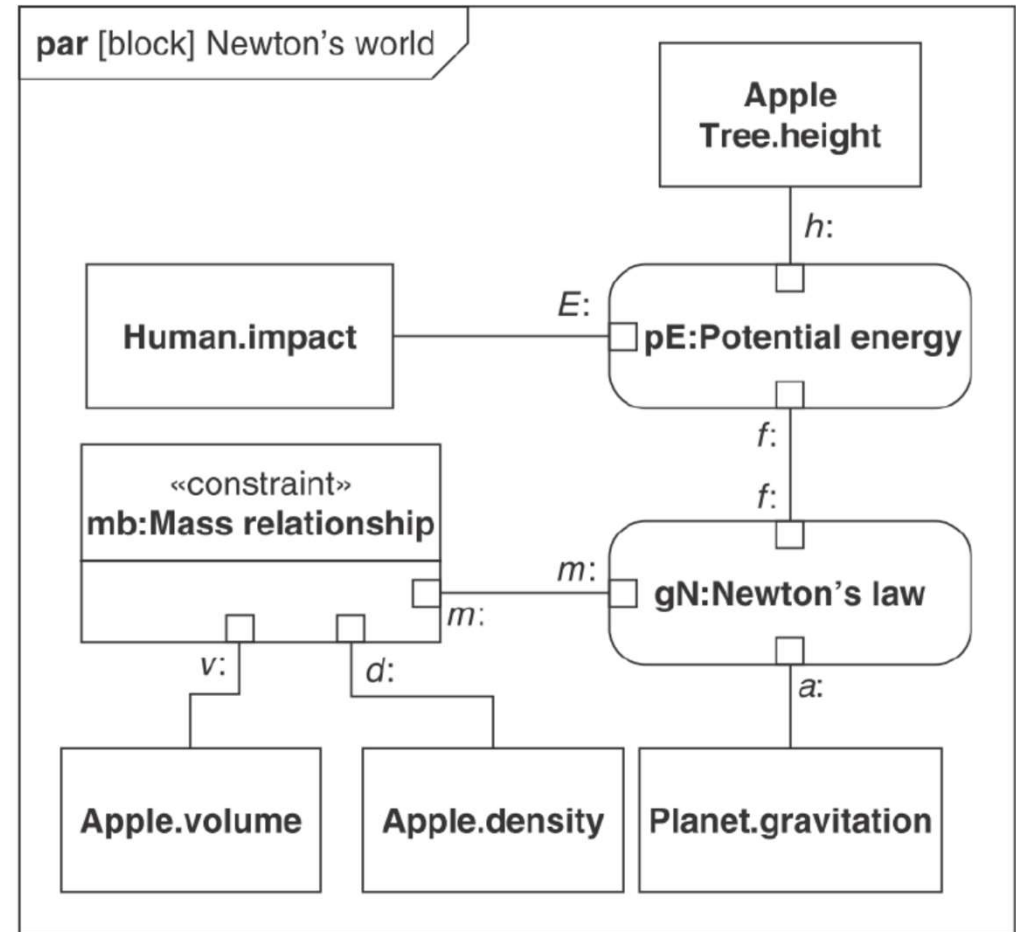 par [block] Newton's world
Apple
Tree.height
h:
E:
Human.impact
pE:Potential energy
f:
«constraint»
mb:Mass relationship
f:
m:
gN:Newton's law
m:
v:
d:
a:
Apple.volume
Apple.density
Planet.gravitation